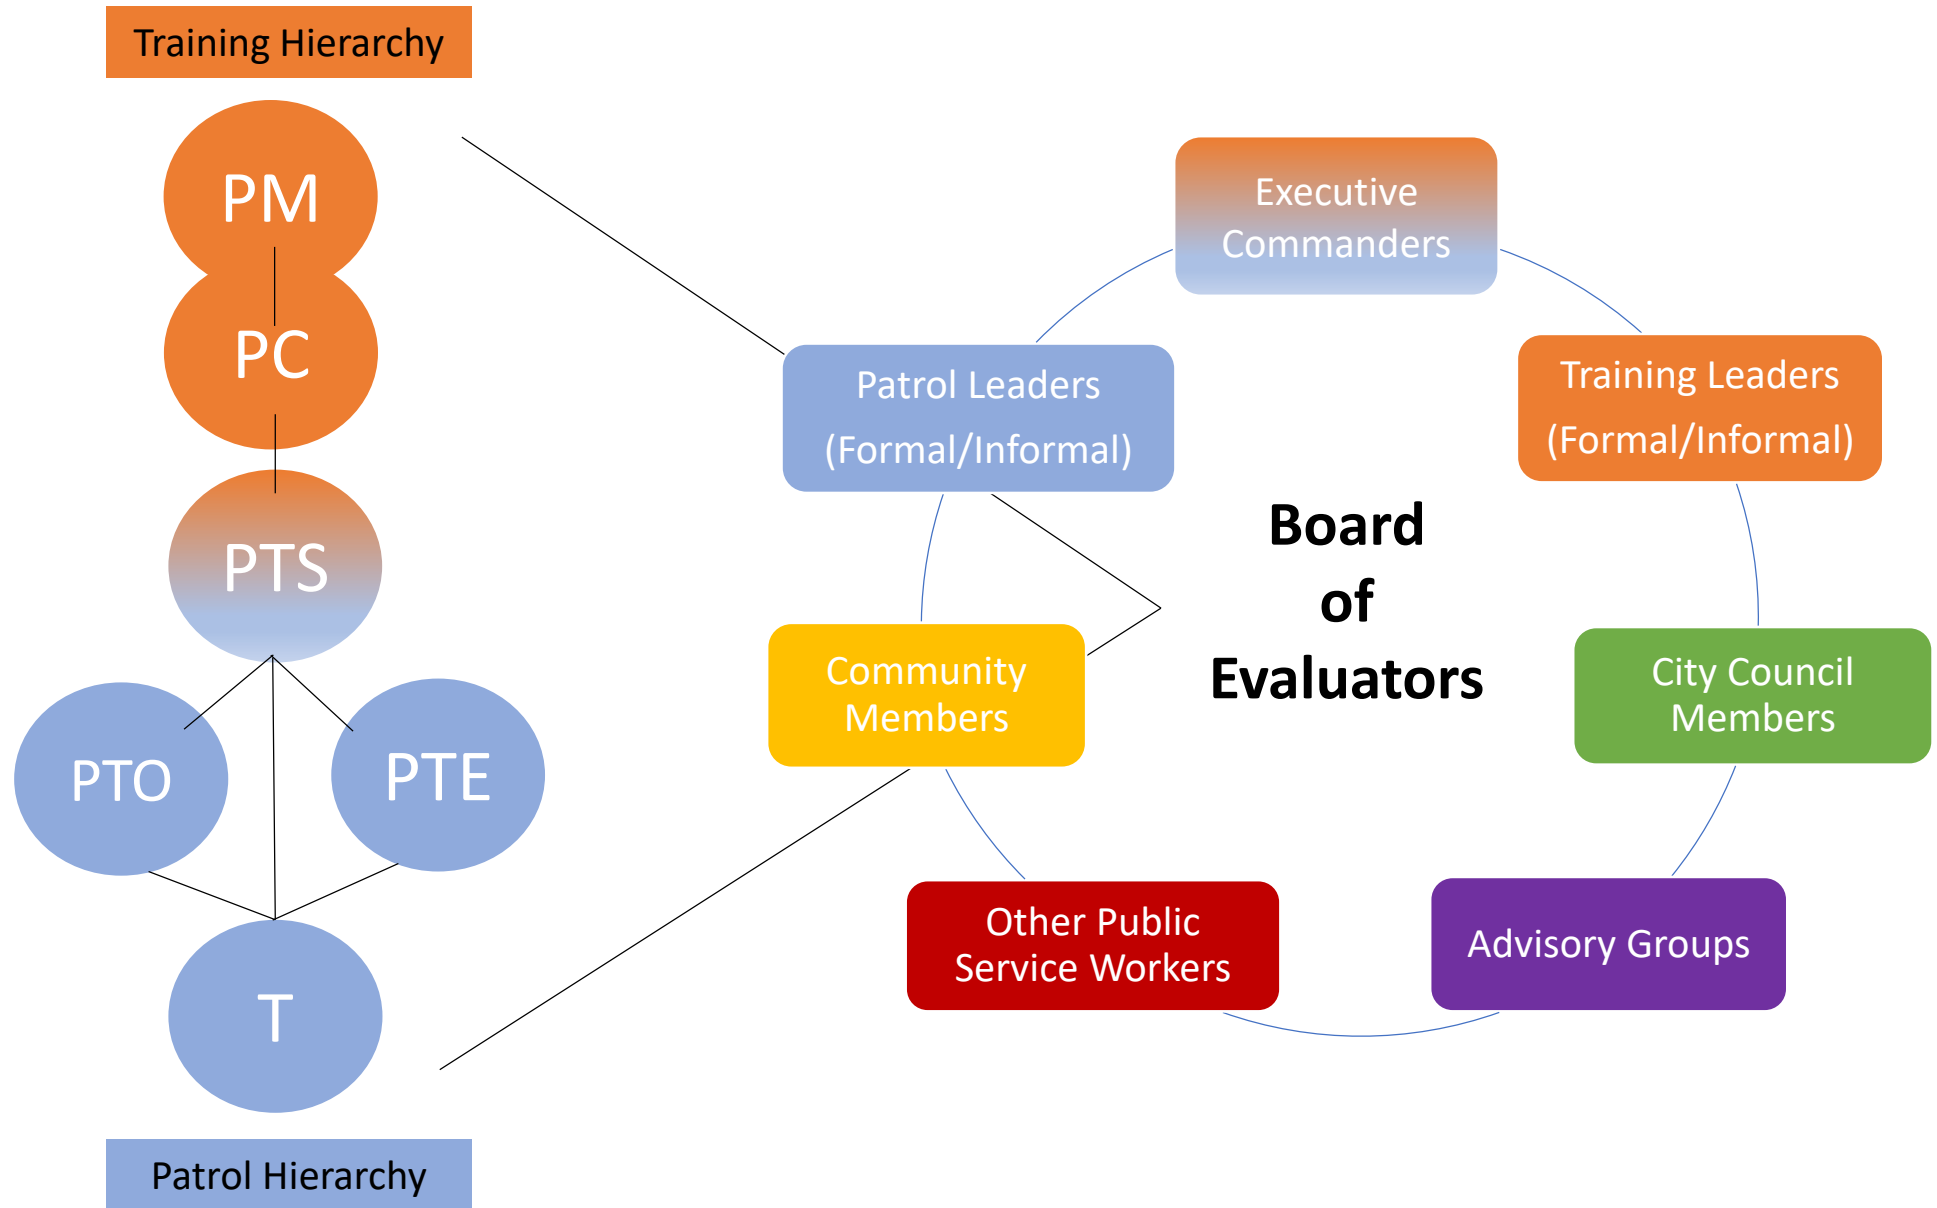 Training Hierarchy
PM
PC
PTS
PTO
PTE
T
Patrol Hierarchy
Executive
Commanders
Patrol Leaders
(Formal/Informal)
Training Leaders
(Formal/Informal)
Board
of
Evaluators
Community
Members
City Council
Members
Other Public
Service Workers
Advisory Groups